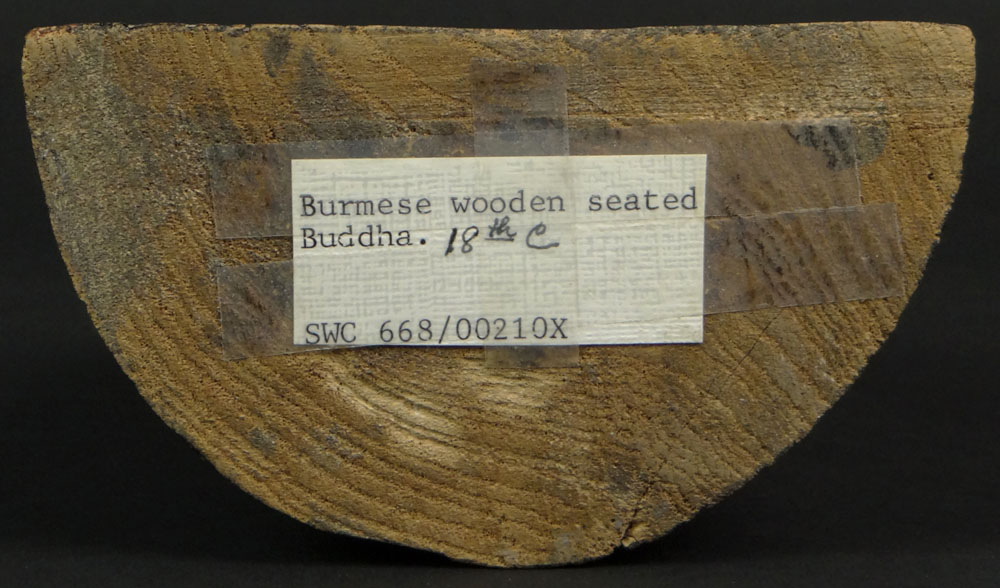 Burmese wooden seated
Buddha. 18th C
SWC 668/00210X